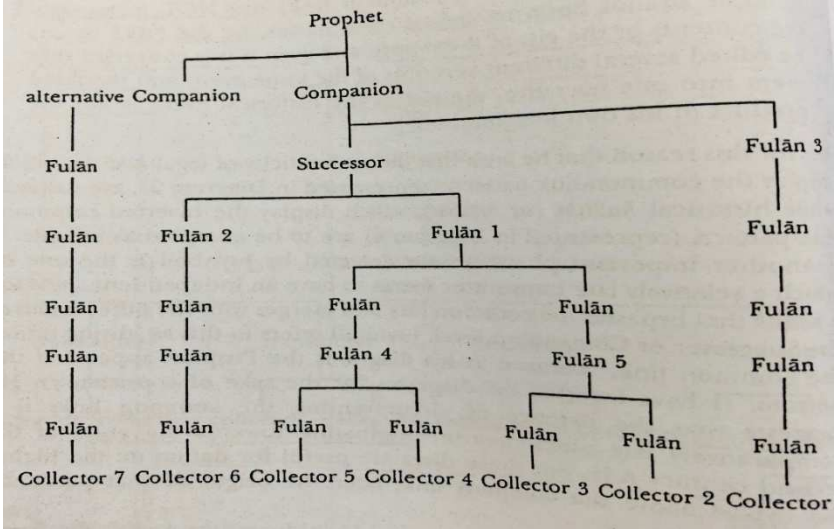 Prophet
alternative Companion Companion
Fulān Successor Fulān 3
Fulān Fulān 2 Fulān 1 Fulān
Fulān Fulān Fulān Fulān Fulān
Fulān Fulān Fulān 4 Fulān 5 Fulān
Fulān Fulān Fulān Fulān Fulān Fulān Fulān
Collector 7 Collector 6 Collector 5 Collector 4 Collector 3 Collector 2 Collector